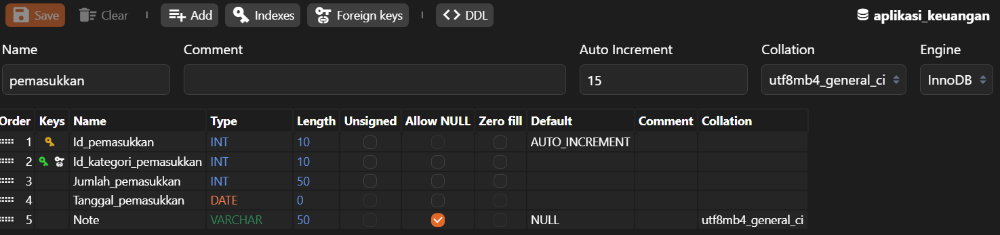 Save Clear Add Indexes Foreign keys DDL aplikasi_keuangan
Name Comment Auto Increment Collation Engine
pemasukkan 15 utf8mb4_general_ci InnoDB
Order Keys Name Type Length Unsigned Allow NULL Zero fill Default Comment Collation
1 Id_pemasukkan INT 10 AUTO_INCREMENT
2 Id_kategori_pemasukkan INT 10
3 Jumlah_pemasukkan INT 50
4 Tanggal_pemasukkan DATE 0
5 Note VARCHAR 50 NULL utf8mb4_general_ci